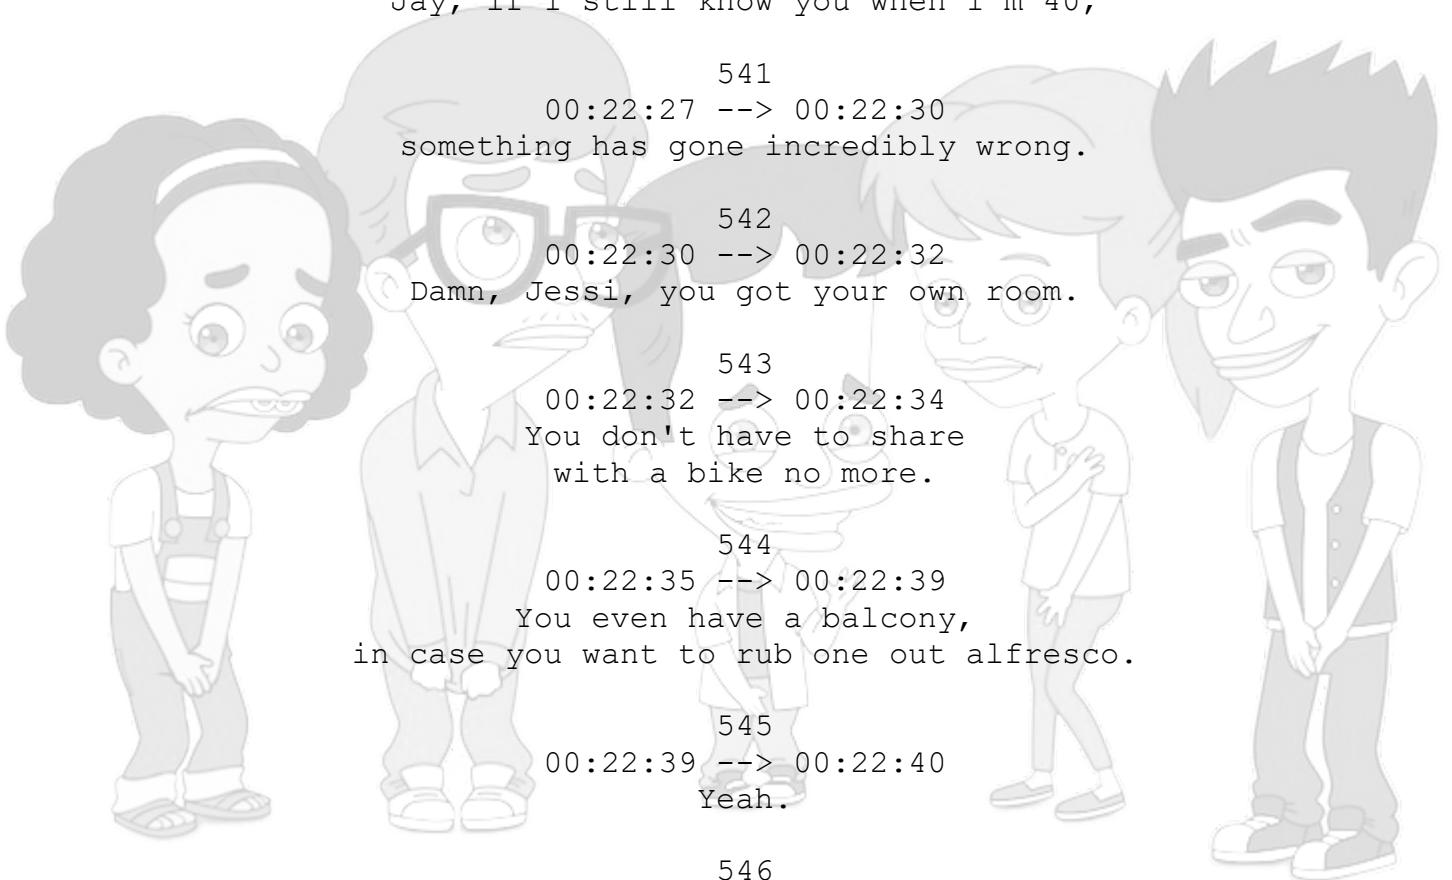 Jay, if I still know you when I'm 40,
541
00:22:27 --> 00:22:30
something has gone incredibly wrong.
542
00:22:30 --> 00:22:32
Damn, Jessi, you got your own room.
543
00:22:32 --> 00:22:34
You don't have to share
with a bike no more.
544
00:22:35 --> 00:22:39
You even have a balcony,
in case you want to rub one out alfresco.
545
00:22:39 --> 00:22:40
Yeah.
546